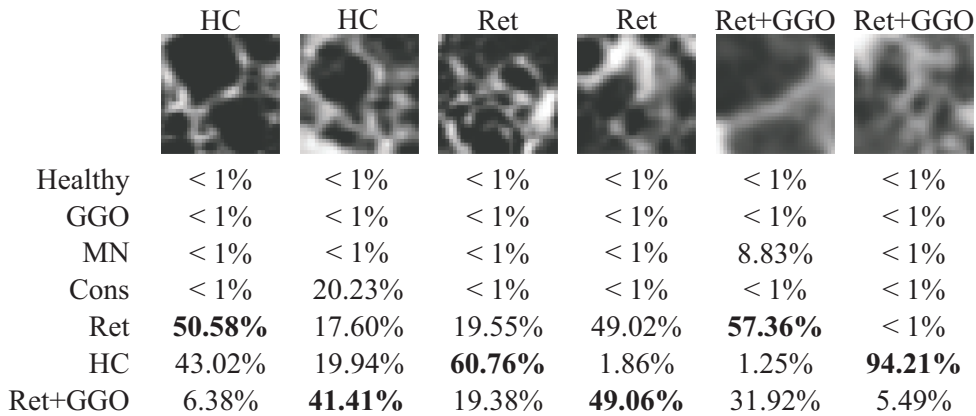 HC HC Ret Ret Ret+GGO Ret+GGO
Healthy < 1% < 1% < 1% < 1% < 1% < 1%
GGO < 1% < 1% < 1% < 1% < 1% < 1%
MN < 1% < 1% < 1% < 1% 8.83% < 1%
Cons < 1% 20.23% < 1% < 1% < 1% < 1%
Ret 50.58% 17.60% 19.55% 49.02% 57.36% < 1%
HC 43.02% 19.94% 60.76% 1.86% 1.25% 94.21%
Ret+GGO 6.38% 41.41% 19.38% 49.06% 31.92% 5.49%